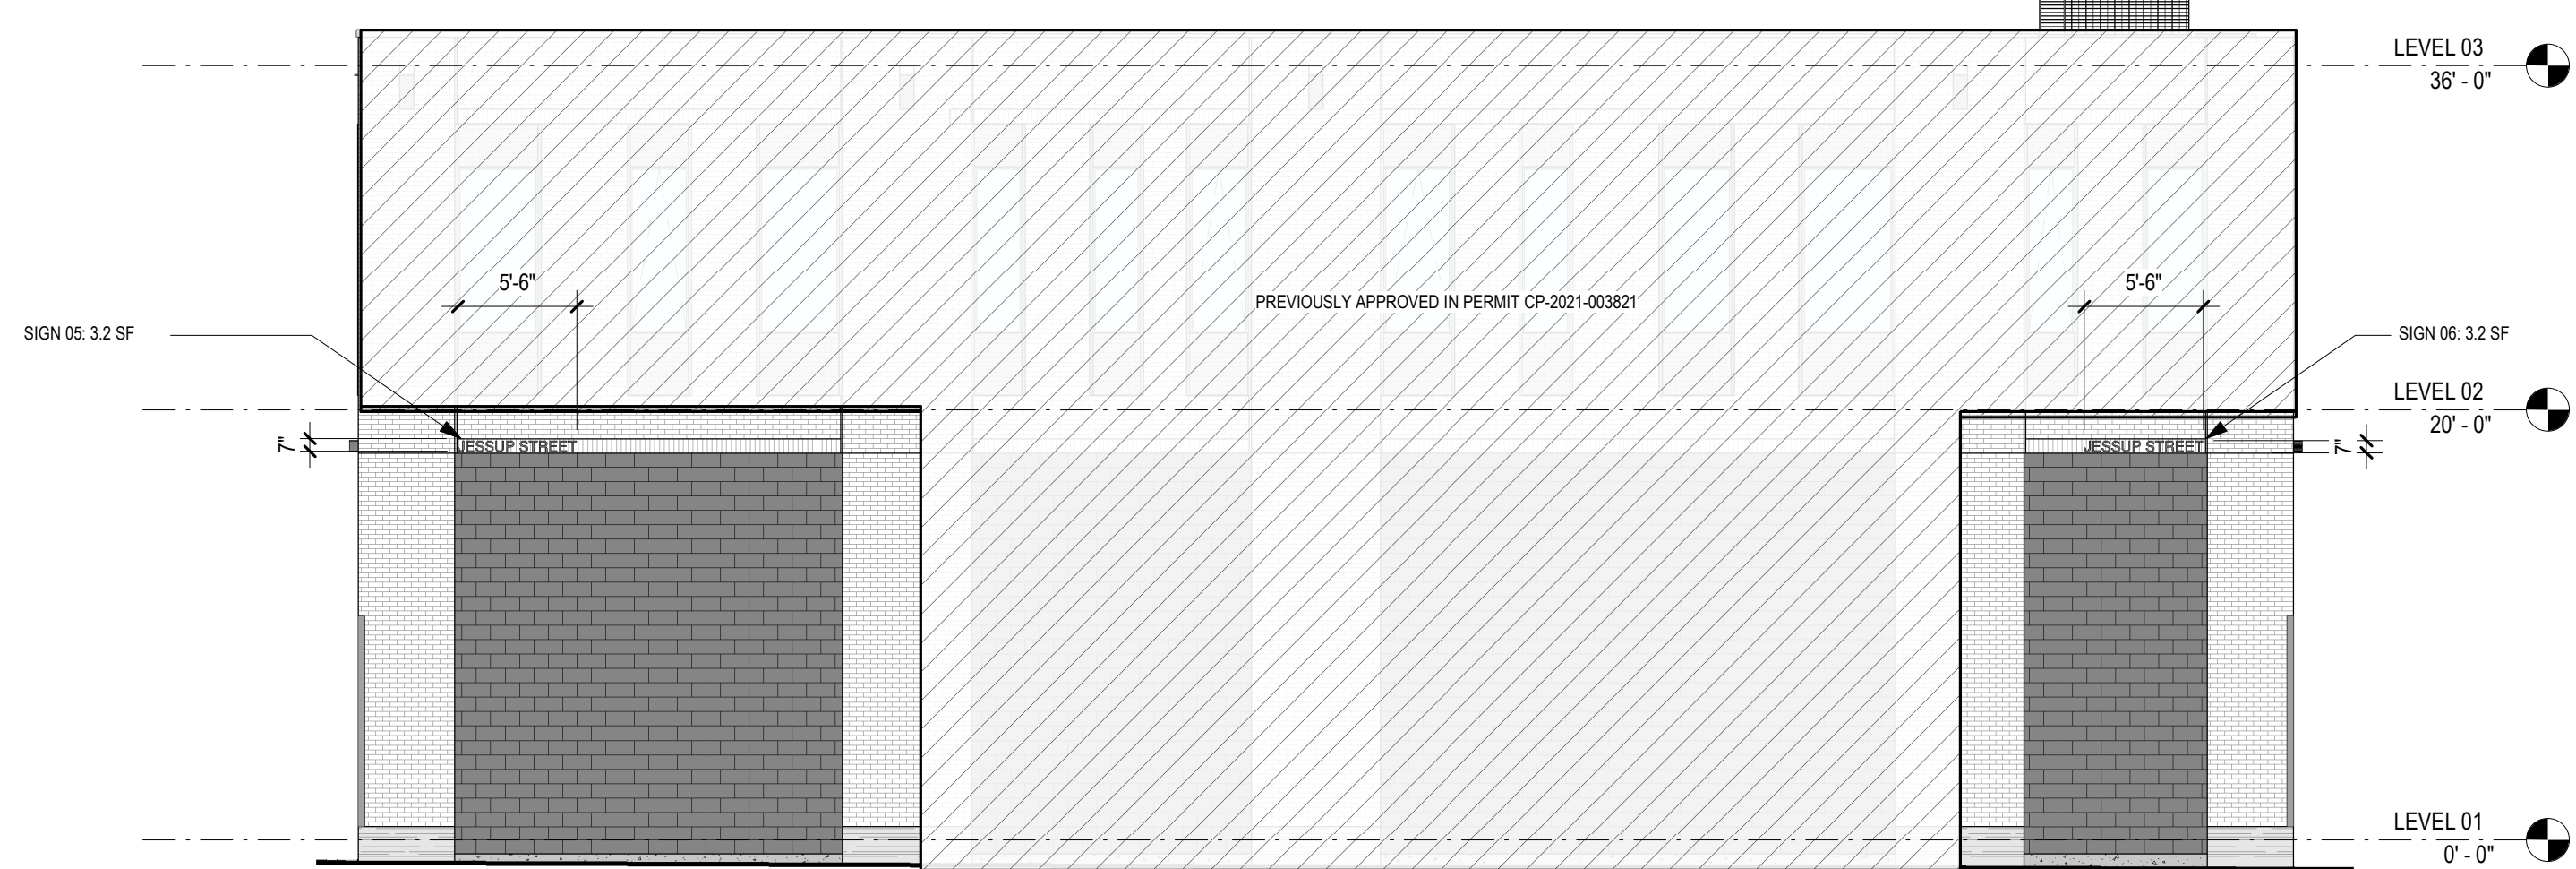 LEVEL 03
36' - 0"
5'-6"
5'-6"
PREVIOUSLY APPROVED IN PERMIT CP-2021-003821
SIGN 05: 3.2 SF
SIGN 06: 3.2 SF
LEVEL 02
20' - 0"
7"
JESSUP STREET
JESSUP STREET
7"
LEVEL 01
0' - 0"